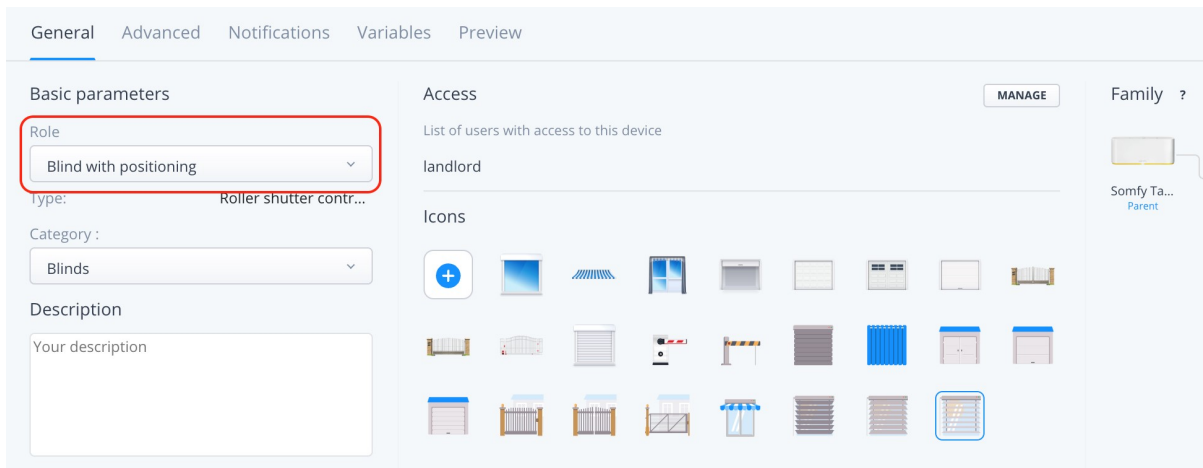 General Advanced Notifications Variables Preview
Basic parameters
Role
Blind with positioning
Type: Roller shutter contr...
Category :
Blinds
Description
Your description
Access
MANAGE
List of users with access to this device
landlord
Icons
Family ?
Somfy Ta...
Parent